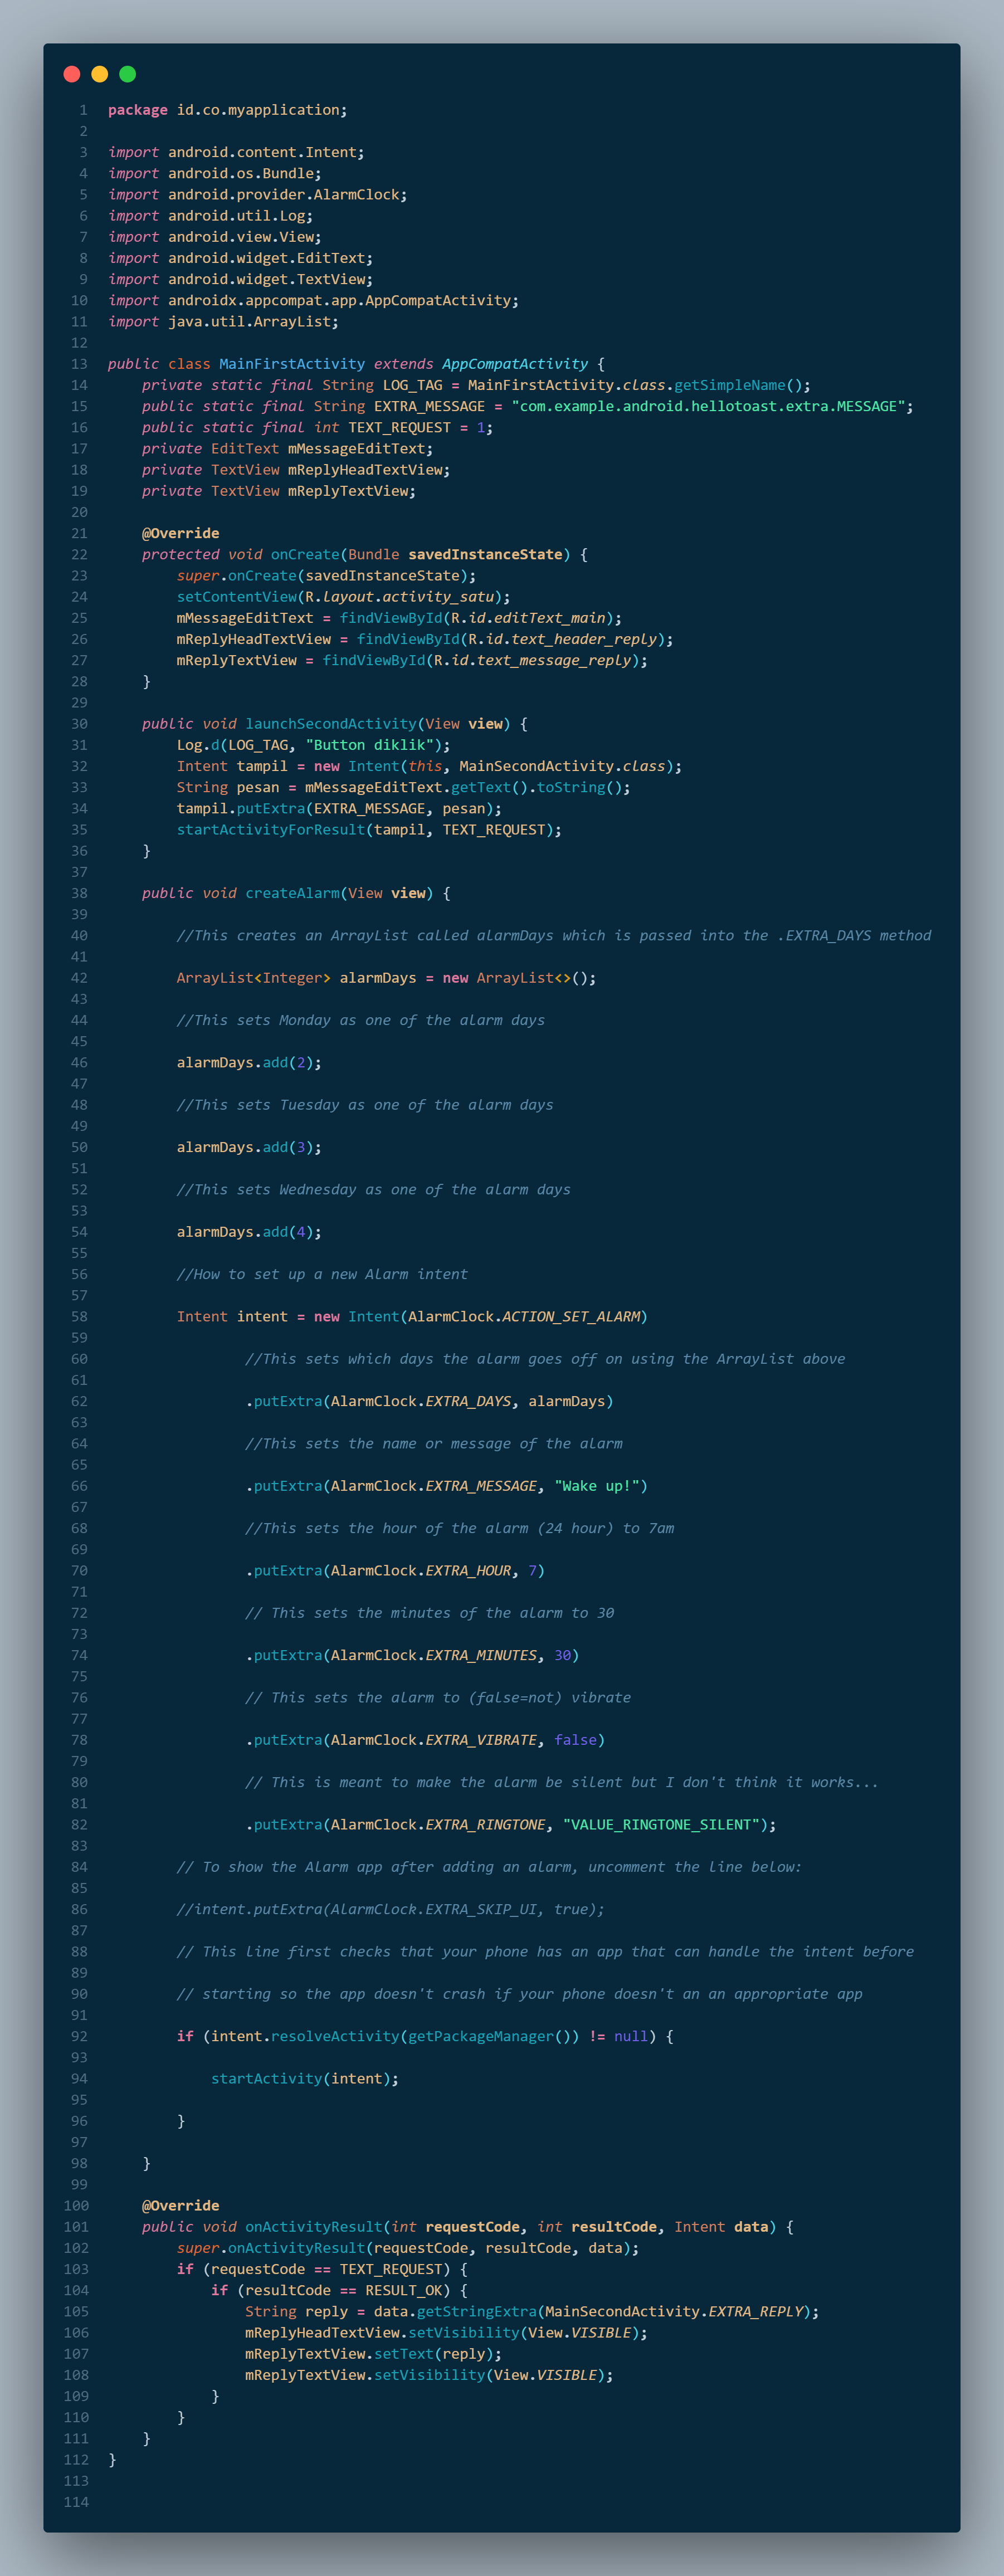 1 package id.co.myapplication;
2
3 import android.content.Intent;
4 import android.os.Bundle;
5 import android.provider.AlarmClock;
6 import android.util.Log;
7 import android.view.View;
8 import android.widget.EditText;
9 import android.widget.TextView;
10 import androidx.appcompat.app.AppCompatActivity;
11 import java.util.ArrayList;
12
13 public class MainFirstActivity extends AppCompatActivity {
14     private static final String LOG_TAG = MainFirstActivity.class.getSimpleName();
15     public static final String EXTRA_MESSAGE = "com.example.android.hellotoast.extra.MESSAGE";
16     public static final int TEXT_REQUEST = 1;
17     private EditText mMessageEditText;
18     private TextView mReplyHeadTextView;
19     private TextView mReplyTextView;
20
21     @Override
22     protected void onCreate(Bundle savedInstanceState) {
23         super.onCreate(savedInstanceState);
24         setContentView(R.layout.activity_satu);
25         mMessageEditText = findViewById(R.id.editText_main);
26         mReplyHeadTextView = findViewById(R.id.text_header_reply);
27         mReplyTextView = findViewById(R.id.text_message_reply);
28     }
29
30     public void launchSecondActivity(View view) {
31         Log.d(LOG_TAG, "Button diklik");
32         Intent tampil = new Intent(this, MainSecondActivity.class);
33         String pesan = mMessageEditText.getText().toString();
34         tampil.putExtra(EXTRA_MESSAGE, pesan);
35         startActivityForResult(tampil, TEXT_REQUEST);
36     }
37
38     public void createAlarm(View view) {
39
40         //This creates an ArrayList called alarmDays which is passed into the .EXTRA_DAYS method
41
42         ArrayList<Integer> alarmDays = new ArrayList<>();
43
44         //This sets Monday as one of the alarm days
45
46         alarmDays.add(2);
47
48         //This sets Tuesday as one of the alarm days
49
50         alarmDays.add(3);
51
52         //This sets Wednesday as one of the alarm days
53
54         alarmDays.add(4);
55
56         //How to set up a new Alarm intent
57
58         Intent intent = new Intent(AlarmClock.ACTION_SET_ALARM)
59
60                 //This sets which days the alarm goes off on using the ArrayList above
61
62                 .putExtra(AlarmClock.EXTRA_DAYS, alarmDays)
63
64                 //This sets the name or message of the alarm
65
66                 .putExtra(AlarmClock.EXTRA_MESSAGE, "Wake up!")
67
68                 //This sets the hour of the alarm (24 hour) to 7am
69
70                 .putExtra(AlarmClock.EXTRA_HOUR, 7)
71
72                 // This sets the minutes of the alarm to 30
73
74                 .putExtra(AlarmClock.EXTRA_MINUTES, 30)
75
76                 // This sets the alarm to (false=not) vibrate
77
78                 .putExtra(AlarmClock.EXTRA_VIBRATE, false)
79
80                 // This is meant to make the alarm be silent but I don't think it works...
81
82                 .putExtra(AlarmClock.EXTRA_RINGTONE, "VALUE_RINGTONE_SILENT");
83
84         // To show the Alarm app after adding an alarm, uncomment the line below:
85
86         //intent.putExtra(AlarmClock.EXTRA_SKIP_UI, true);
87
88         // This line first checks that your phone has an app that can handle the intent before
89
90         // starting so the app doesn't crash if your phone doesn't an an appropriate app
91
92         if (intent.resolveActivity(getPackageManager()) != null) {
93
94             startActivity(intent);
95
96         }
97
98     }
99
100     @Override
101     public void onActivityResult(int requestCode, int resultCode, Intent data) {
102         super.onActivityResult(requestCode, resultCode, data);
103         if (requestCode == TEXT_REQUEST) {
104             if (resultCode == RESULT_OK) {
105                 String reply = data.getStringExtra(MainSecondActivity.EXTRA_REPLY);
106                 mReplyHeadTextView.setVisibility(View.VISIBLE);
107                 mReplyTextView.setText(reply);
108                 mReplyTextView.setVisibility(View.VISIBLE);
109             }
110         }
111     }
112 }
113
114